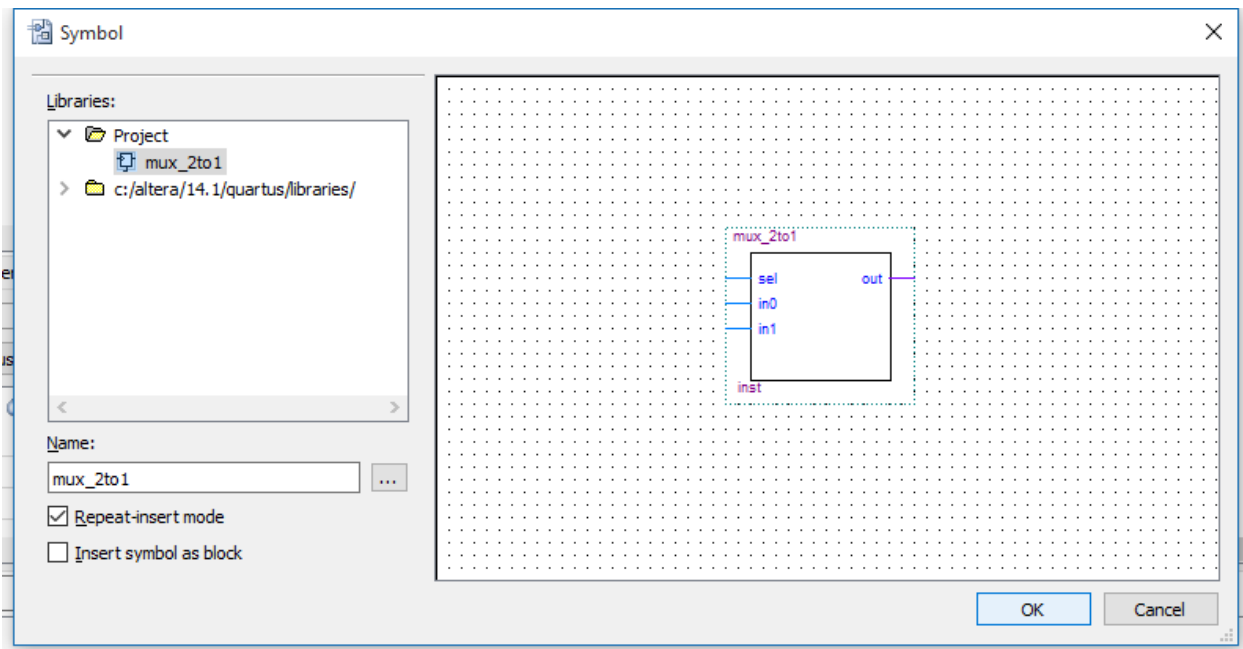 Symbol
Libraries:
Project
mux_2to1
c:/altera/14.1/quartus/libraries/
Name:
mux_2to1
...
Repeat-insert mode
Insert symbol as block
mux_2to1
sel out
in0
in1
inst
OK Cancel